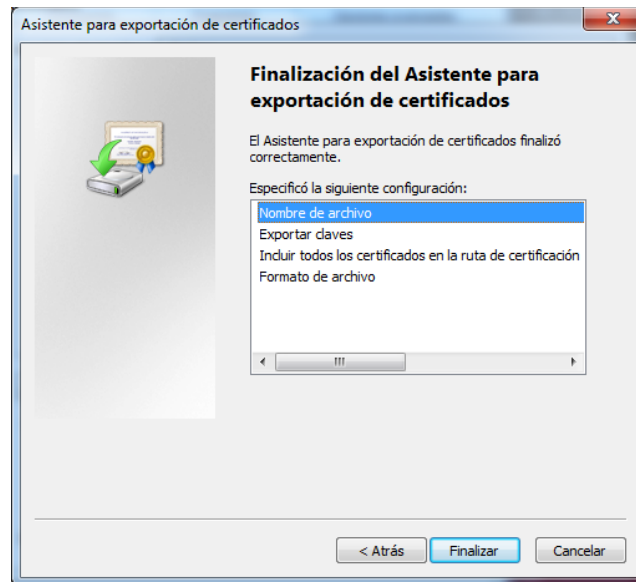 Asistente para exportación de certificados
Finalización del Asistente para
exportación de certificados
El Asistente para exportación de certificados finalizó
correctamente.
Especificó la siguiente configuración:
Nombre de archivo
Exportar claves
Incluir todos los certificados en la ruta de certificación
Formato de archivo
< Atrás Finalizar Cancelar